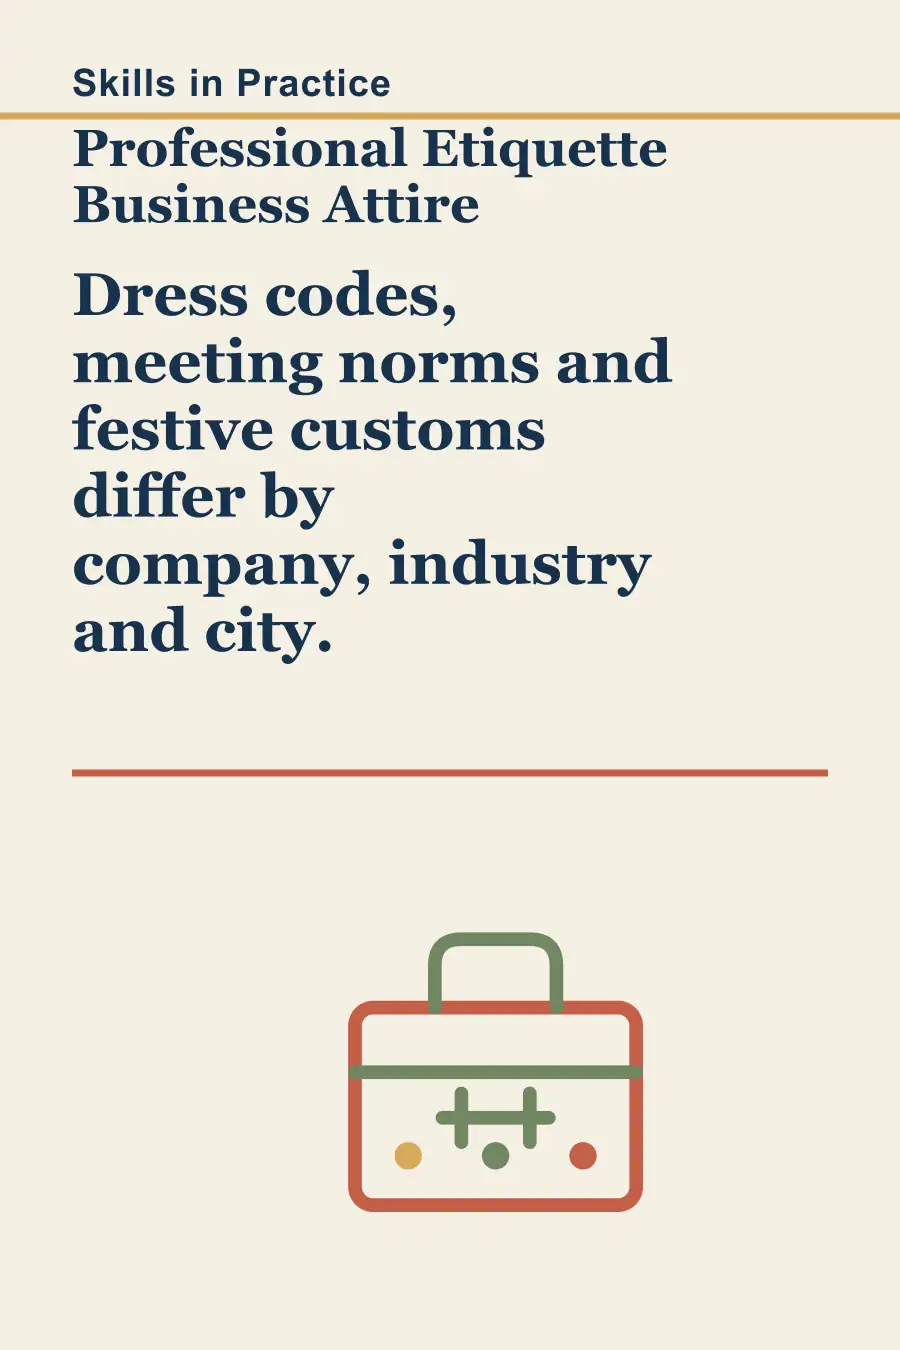 Skills in Practice
Professional Etiquette
Business Attire
Dress codes,
meeting norms and
festive customs
differ by
company, industry
and city.